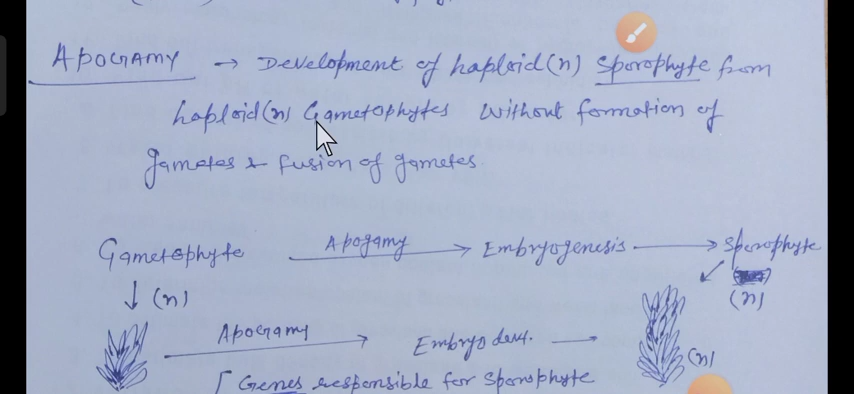 Apogamy → Development of haploid(n) Sporophyte from
haploid(n) Gametophytes without formation of
gametes & fusion of gametes.
Gametophyte Apogamy → Embryogenesis → Sporophyte
↓ (n) (n)
Apogamy → Embryo devt. → (n)
[ Genes responsible for Sporophyte